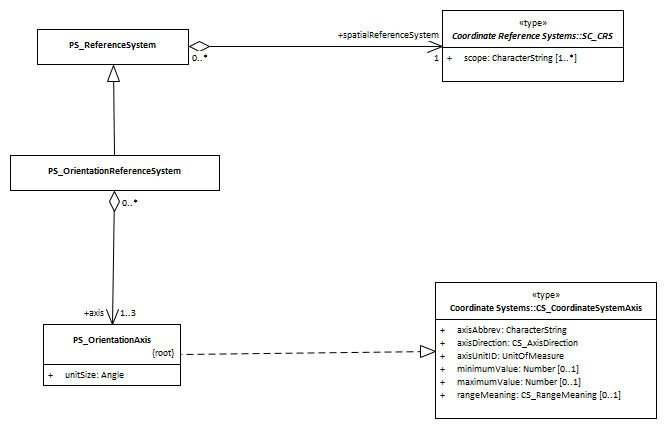 «type»
PS_ReferenceSystem
+spatialReferenceSystem
Coordinate Reference Systems::SC_CRS
0..*
1
+ scope: CharacterString [1..*]
PS_OrientationReferenceSystem
0..*
«type»
Coordinate Systems::CS_CoordinateSystemAxis
+axis
1..3
PS_OrientationAxis
{root}
+ unitSize: Angle
+ axisAbbrev: CharacterString
+ axisDirection: CS_AxisDirection
+ axisUnitID: UnitOfMeasure
+ minimumValue: Number [0..1]
+ maximumValue: Number [0..1]
+ rangeMeaning: CS_RangeMeaning [0..1]